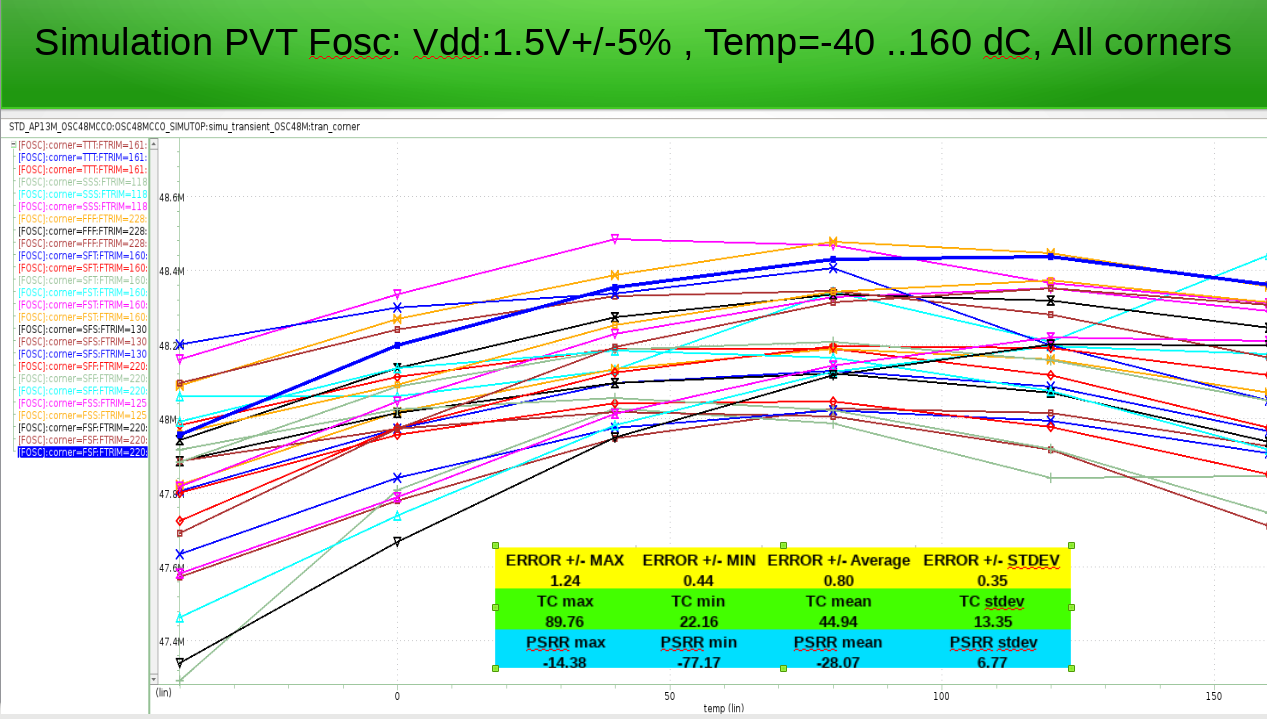 Simulation PVT Fosc: Vdd:1.5V+/-5% , Temp=-40 ..160 dC, All corners
STD_AP13M_OSC48MCCO:OSC48MCCO_SIMUTOP:simu_transient_OSC48M:tran_corner
[FOSC]:corner=TTT:FTRIM=161:
[FOSC]:corner=TTT:FTRIM=161:
[FOSC]:corner=TTT:FTRIM=161:
[FOSC]:corner=SSS:FTRIM=118
[FOSC]:corner=SSS:FTRIM=118
[FOSC]:corner=SSS:FTRIM=118
[FOSC]:corner=FFF:FTRIM=228:
[FOSC]:corner=FFF:FTRIM=228:
[FOSC]:corner=FFF:FTRIM=228:
[FOSC]:corner=SFT:FTRIM=160:
[FOSC]:corner=SFT:FTRIM=160:
[FOSC]:corner=SFT:FTRIM=160:
[FOSC]:corner=FST:FTRIM=160:
[FOSC]:corner=FST:FTRIM=160:
[FOSC]:corner=FST:FTRIM=160:
[FOSC]:corner=SFS:FTRIM=130
[FOSC]:corner=SFS:FTRIM=130
[FOSC]:corner=SFS:FTRIM=130
[FOSC]:corner=SFF:FTRIM=220:
[FOSC]:corner=SFF:FTRIM=220:
[FOSC]:corner=SFF:FTRIM=220:
[FOSC]:corner=FSS:FTRIM=125
[FOSC]:corner=FSS:FTRIM=125
[FOSC]:corner=FSF:FTRIM=220:
[FOSC]:corner=FSF:FTRIM=220:
[FOSC]:corner=FSF:FTRIM=220:
48.6M
48.4M
48.2M
48M
47.8M
47.6M
47.4M
ERROR +/- MAX ERROR +/- MIN ERROR +/- Average ERROR +/- STDEV
1.24 0.44 0.80 0.35
TC max TC min TC mean TC stdev
89.76 22.16 44.94 13.35
PSRR max PSRR min PSRR mean PSRR stdev
-14.38 -77.17 -28.07 6.77
(lin) 0 50 100 150
temp (lin)